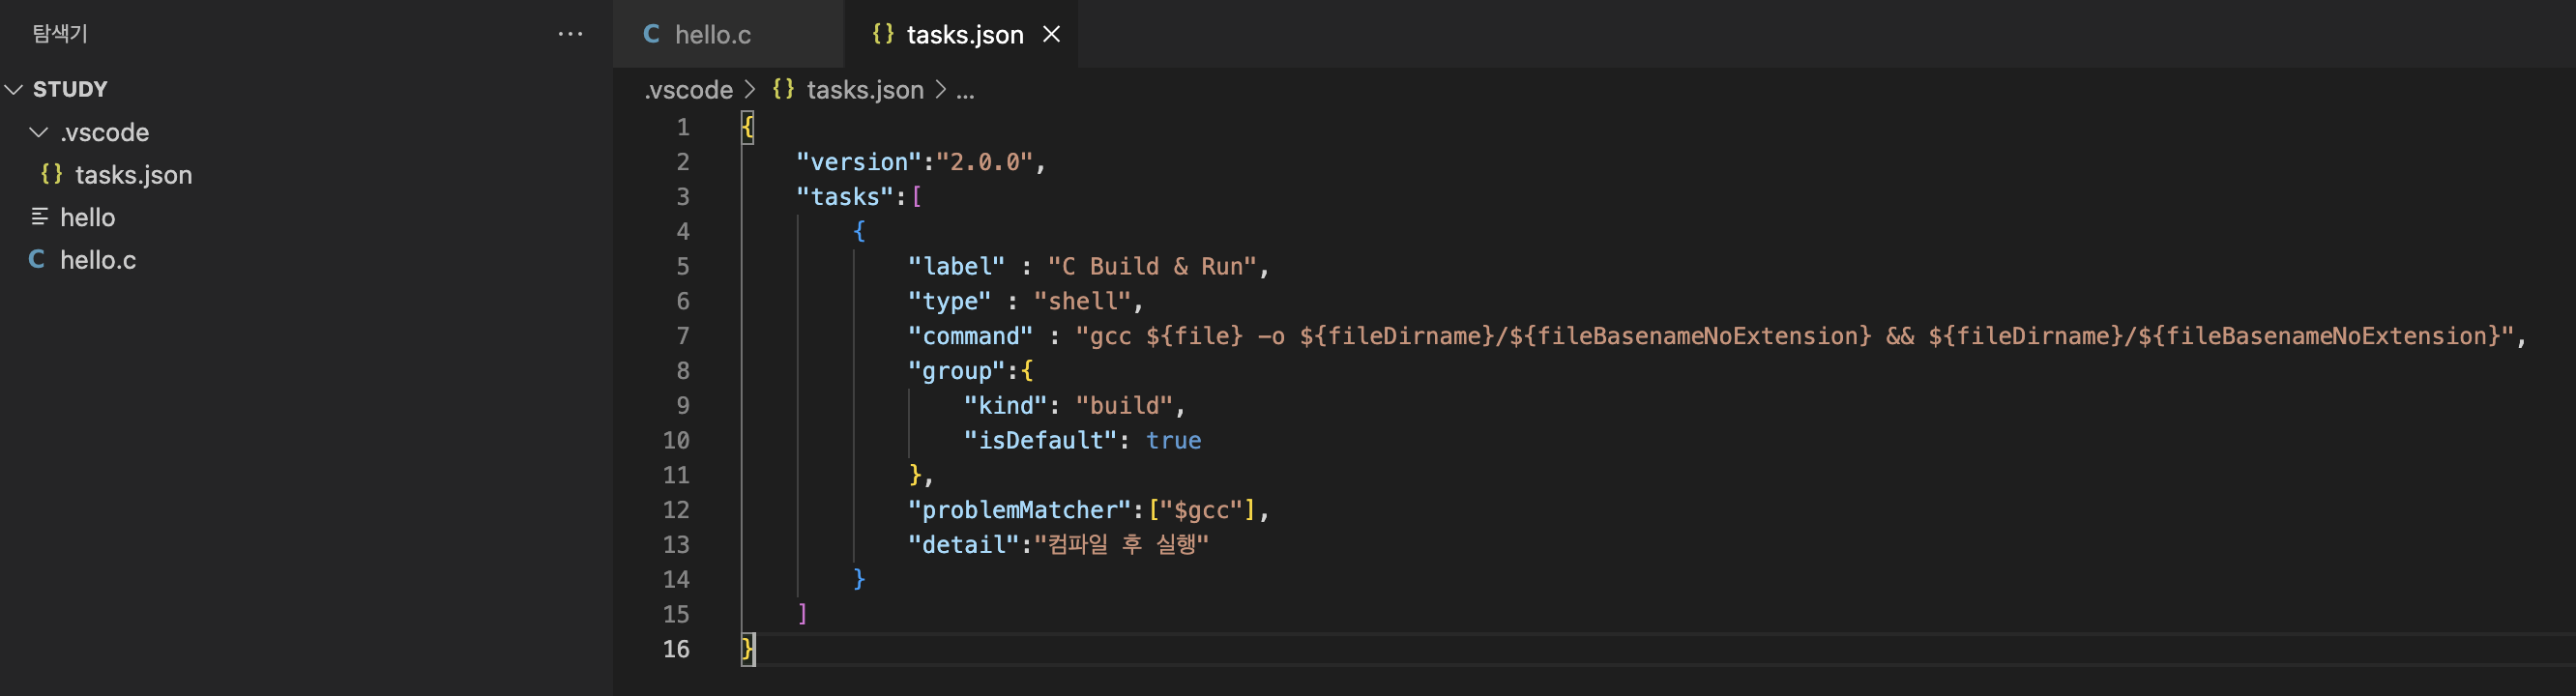 탐색기
STUDY
.vscode
{} tasks.json
hello
C hello.c
C hello.c
{} tasks.json
.vscode > {} tasks.json > ...
1 {
2 "version":"2.0.0",
3 "tasks":[
4 {
5 "label" : "C Build & Run",
6 "type" : "shell",
7 "command" : "gcc ${file} -o ${fileDirname}/${fileBasenameNoExtension} && ${fileDirname}/${fileBasenameNoExtension}",
8 "group":{
9 "kind": "build",
10 "isDefault": true
11 },
12 "problemMatcher":["$gcc"],
13 "detail":"컴파일 후 실행"
14 }
15 ]
16 }